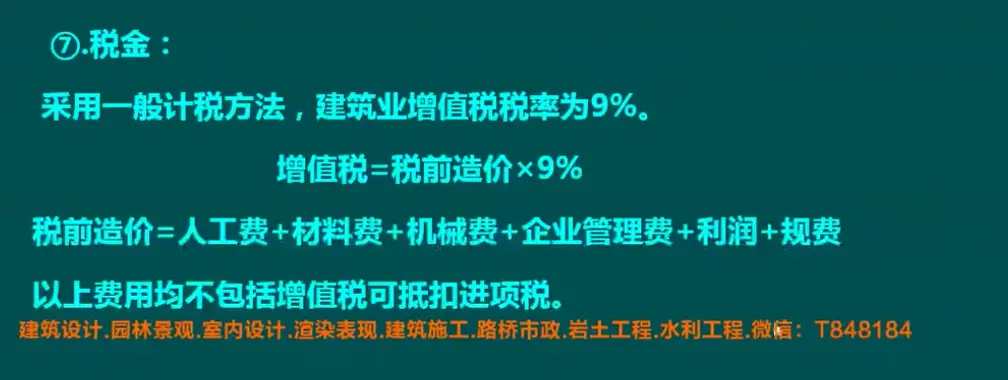 ⑦.税金：
采用一般计税方法，建筑业增值税税率为9%。
增值税=税前造价×9%
税前造价=人工费+材料费+机械费+企业管理费+利润+规费
以上费用均不包括增值税可抵扣进项税。
建筑设计.园林景观.室内设计.渲染表现.建筑施工.路桥市政.岩土工程.水利工程.微信：T848184